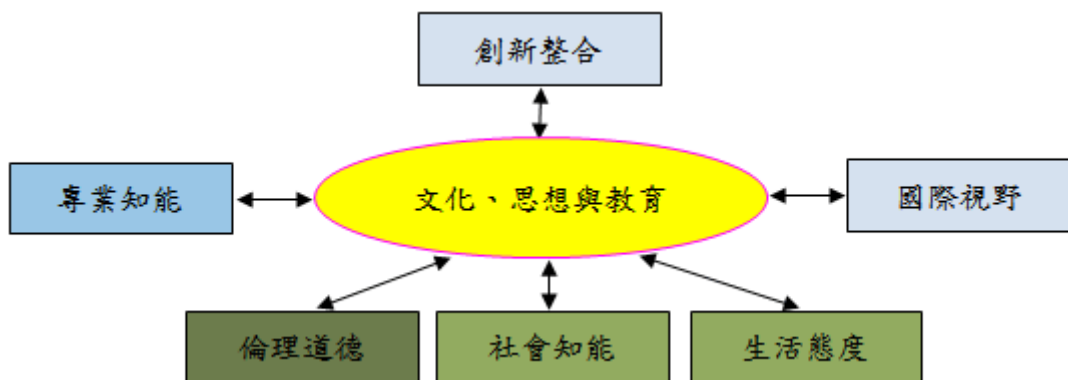 創新整合
專業知能
文化、思想與教育
國際視野
倫理道德
社會知能
生活態度